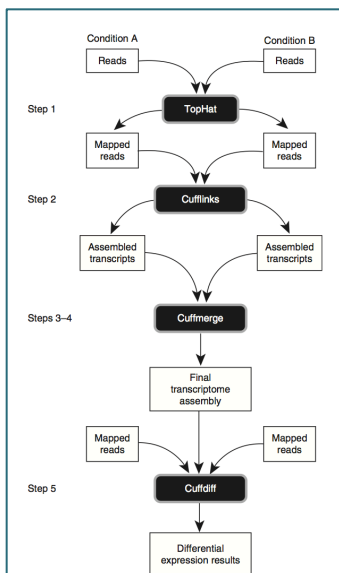 Condition A
Condition B
Reads
Reads
Step 1
TopHat
Mapped
reads
Mapped
reads
Step 2
Cufflinks
Assembled
transcripts
Assembled
transcripts
Steps 3–4
Cuffmerge
Final
transcriptome
assembly
Mapped
reads
Mapped
reads
Step 5
Cuffdiff
Differential
expression results